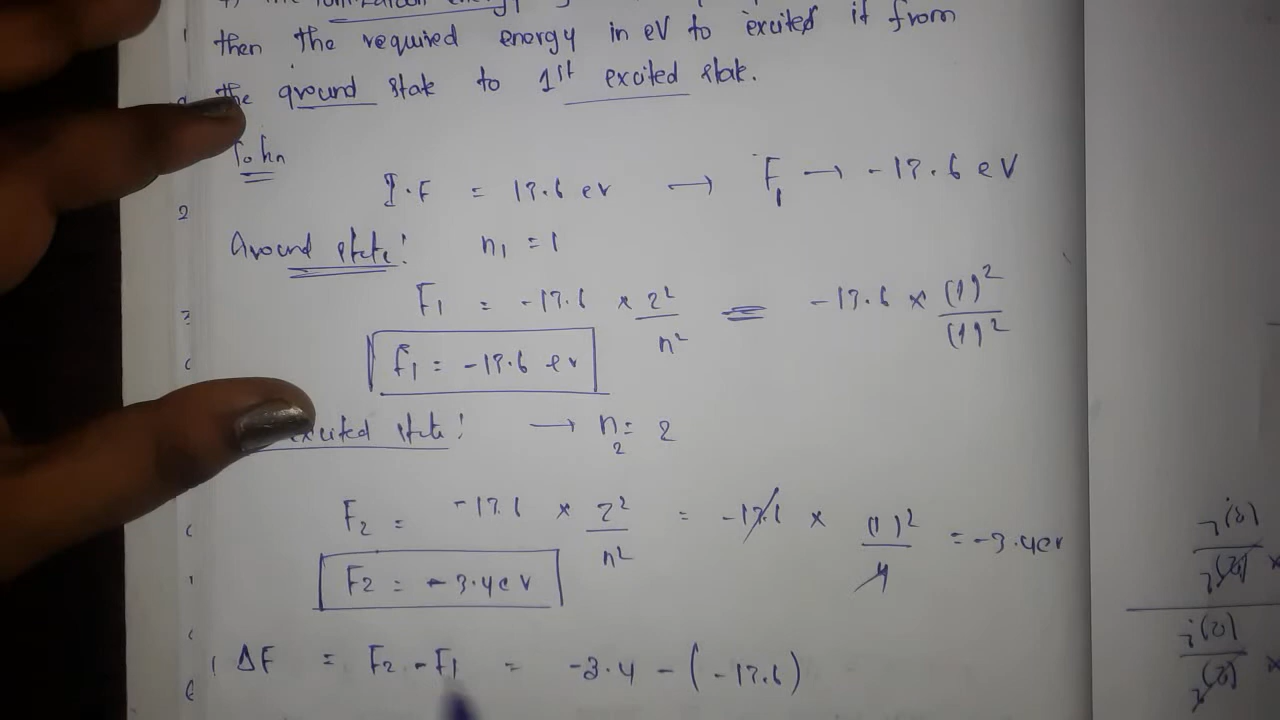 then the required energy in eV to excited it from
the ground state to 1st excited state.
I.E = 13.6 ev → E1 → -13.6 eV
Ground state! n1 = 1
E1 = -13.6 × Z²/n² = -13.6 × (1)²/(1)²
E1 = -13.6 ev
excited state! → n2 = 2
E2 = -13.6 × Z²/n² = -13.6 × (1)²/4 = -3.4ev
E2 = -3.4ev
ΔE = E2 - E1 = -3.4 - (-13.6)